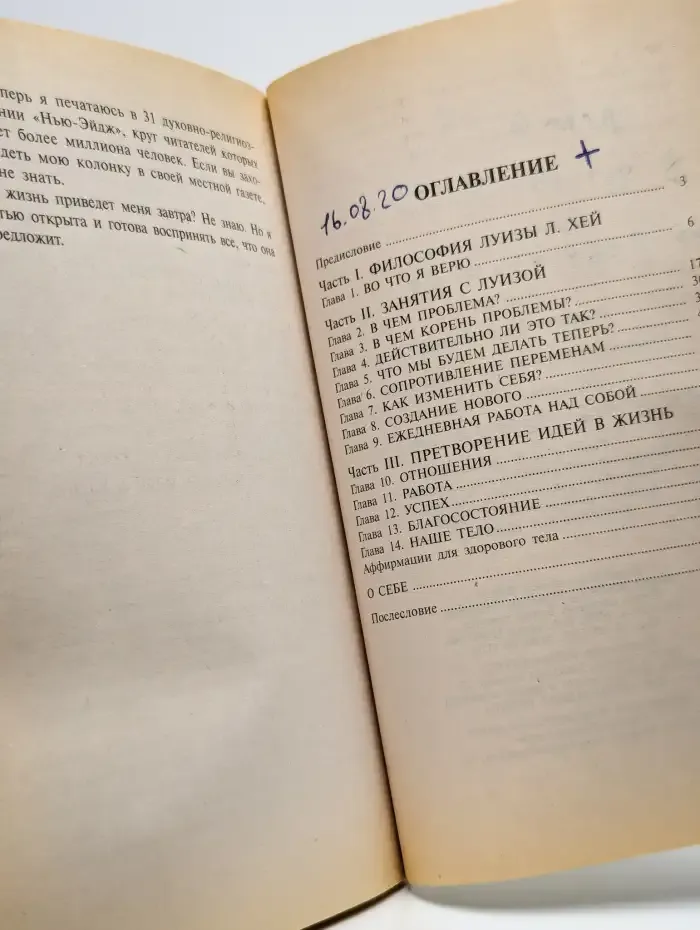 перь я печатаюсь в 31 духовно-религиоз-
нии «Нью-Эйдж», круг читателей которых
ет более миллиона человек. Если вы захо-
деть мою колонку в своей местной газете,
не знать.
жизнь приведет меня завтра? Не знаю. Но я
тью открыта и готова воспринять все, что она
редложит.
16.08.20 ОГЛАВЛЕНИЕ +
Предисловие ........ 3
Часть I. ФИЛОСОФИЯ ЛУИЗЫ Л. ХЕЙ
Глава 1. ВО ЧТО Я ВЕРЮ ........ 6
Часть II. ЗАНЯТИЯ С ЛУИЗОЙ
Глава 2. В ЧЕМ ПРОБЛЕМА? ........ 17
Глава 3. В ЧЕМ КОРЕНЬ ПРОБЛЕМЫ? ........
Глава 4. ДЕЙСТВИТЕЛЬНО ЛИ ЭТО ТАК? ........
Глава 5. ЧТО МЫ БУДЕМ ДЕЛАТЬ ТЕПЕРЬ? ........
Глава 6. СОПРОТИВЛЕНИЕ ПЕРЕМЕНАМ ........
Глава 7. КАК ИЗМЕНИТЬ СЕБЯ? ........
Глава 8. СОЗДАНИЕ НОВОГО ........
Глава 9. ЕЖЕДНЕВНАЯ РАБОТА НАД СОБОЙ ........
Часть III. ПРЕТВОРЕНИЕ ИДЕЙ В ЖИЗНЬ
Глава 10. ОТНОШЕНИЯ ........
Глава 11. РАБОТА ........
Глава 12. УСПЕХ ........
Глава 13. БЛАГОСОСТОЯНИЕ ........
Глава 14. НАШЕ ТЕЛО ........
Аффирмации для здорового тела ........
О СЕБЕ ........
Послесловие ........